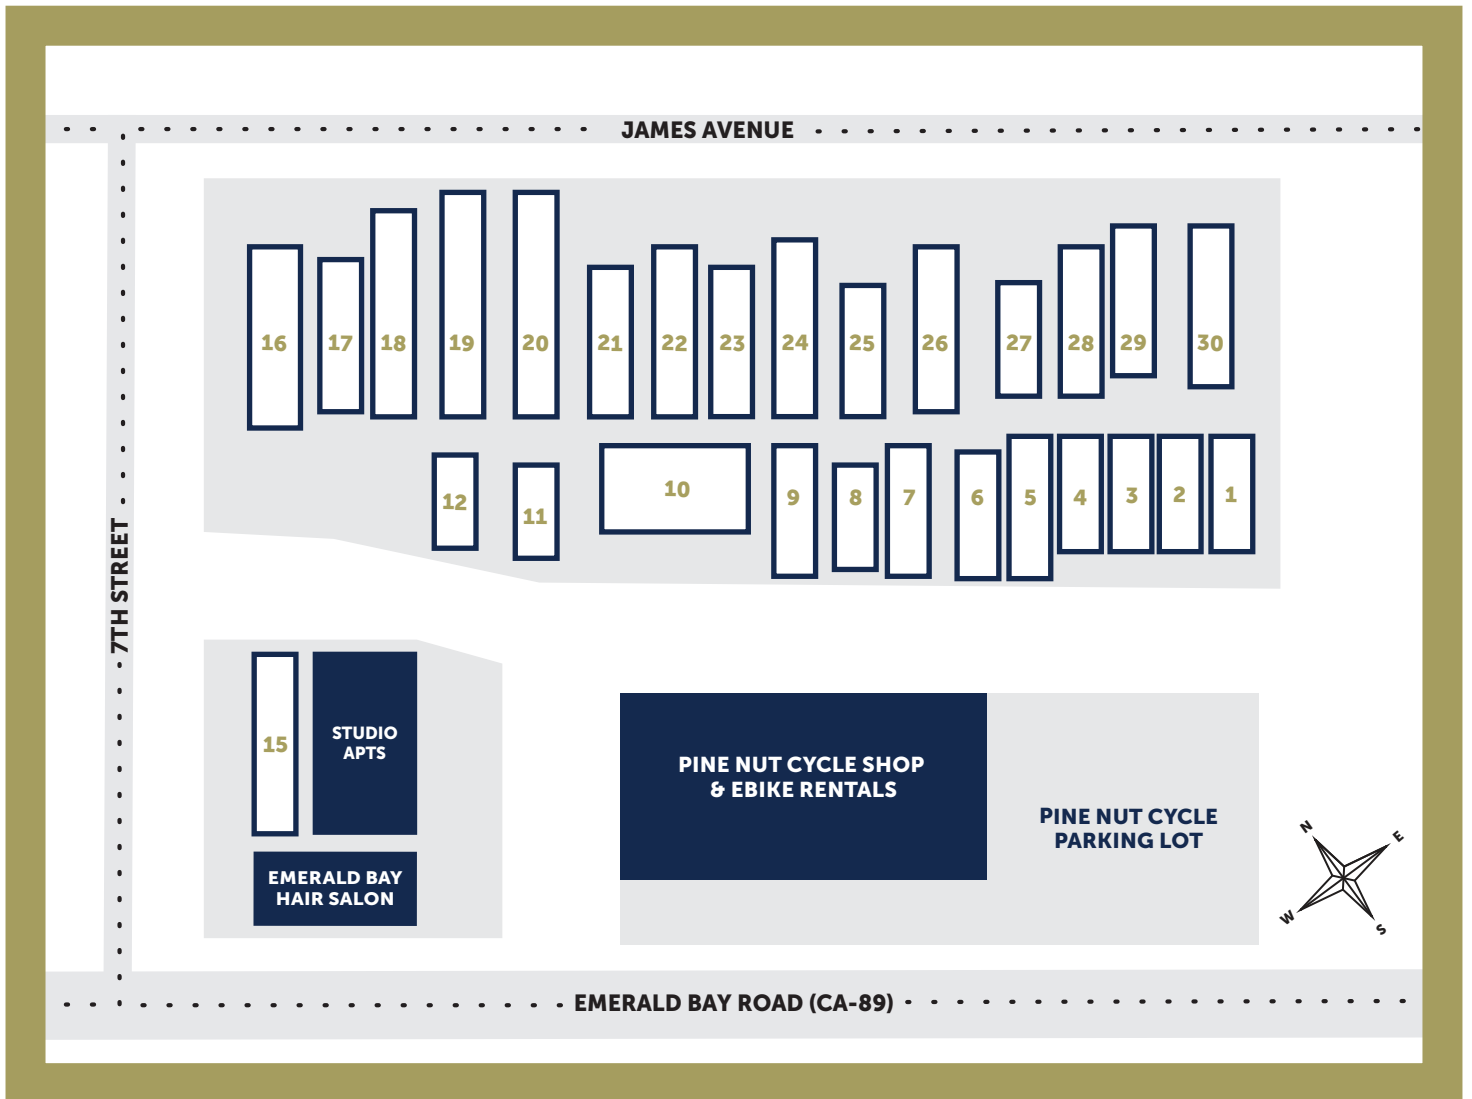 JAMES AVENUE
16 17 18 19 20 21 22 23 24 25 26 27 28 29 30
12 11 10 9 8 7 6 5 4 3 2 1
7TH STREET
15
STUDIO
APTS
EMERALD BAY
HAIR SALON
PINE NUT CYCLE SHOP
& EBIKE RENTALS
PINE NUT CYCLE
PARKING LOT
N
E
W
S
EMERALD BAY ROAD (CA-89)